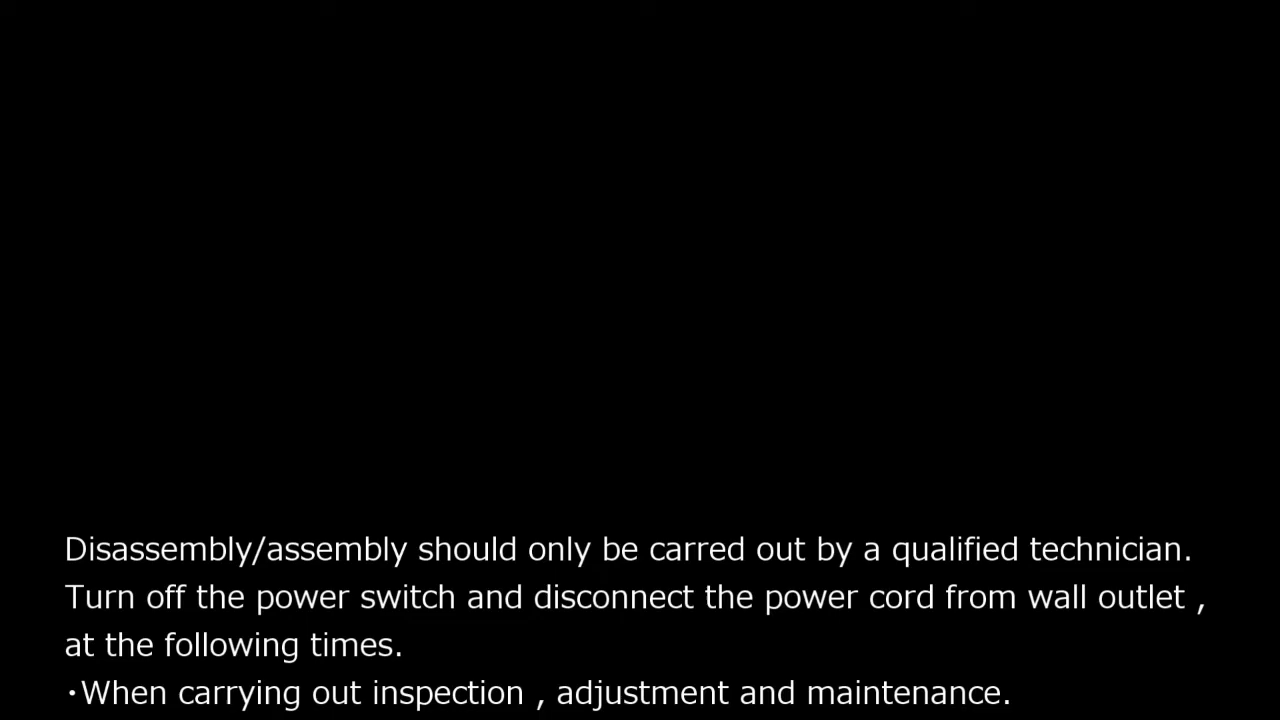 Disassembly/assembly should only be carred out by a qualified technician.
Turn off the power switch and disconnect the power cord from wall outlet ,
at the following times.
･When carrying out inspection , adjustment and maintenance.